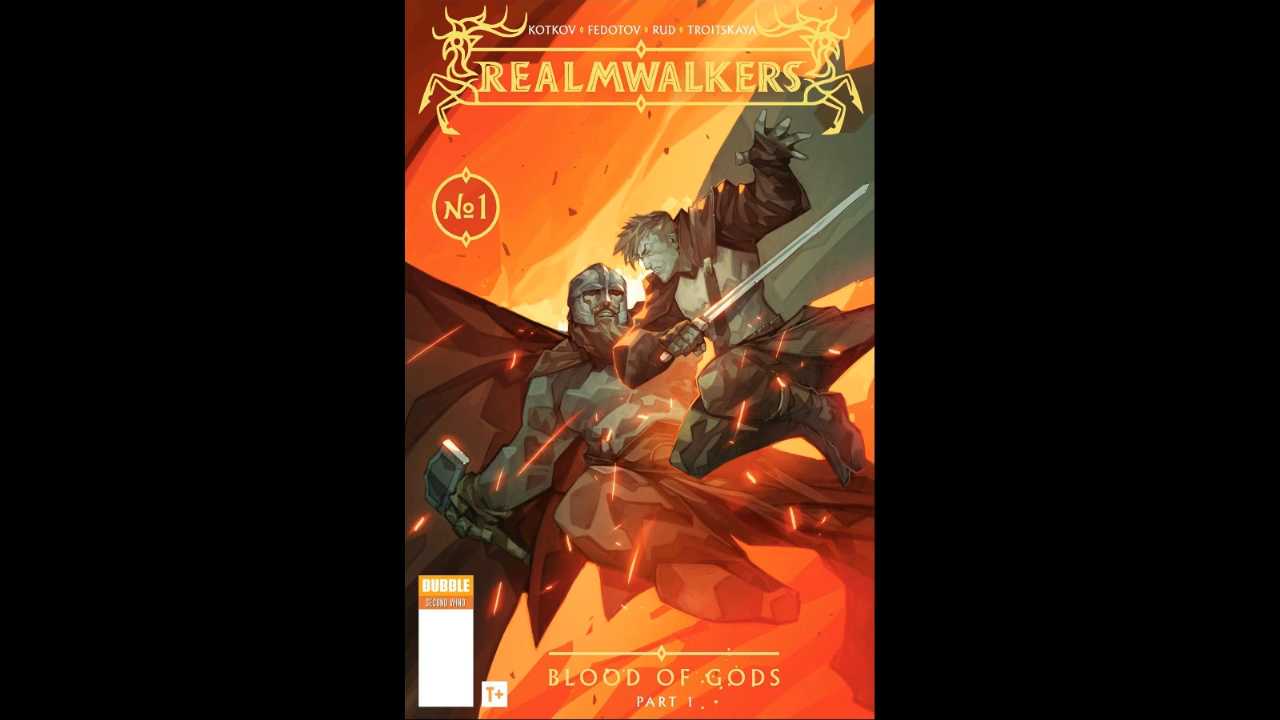 KOTKOV ◊ FEDOTOV ◊ RUD ◊ TROITSKAYA
REALMWALKERS
№1
BUBBLE
SECOND WIND
T+
BLOOD OF GODS
PART 1